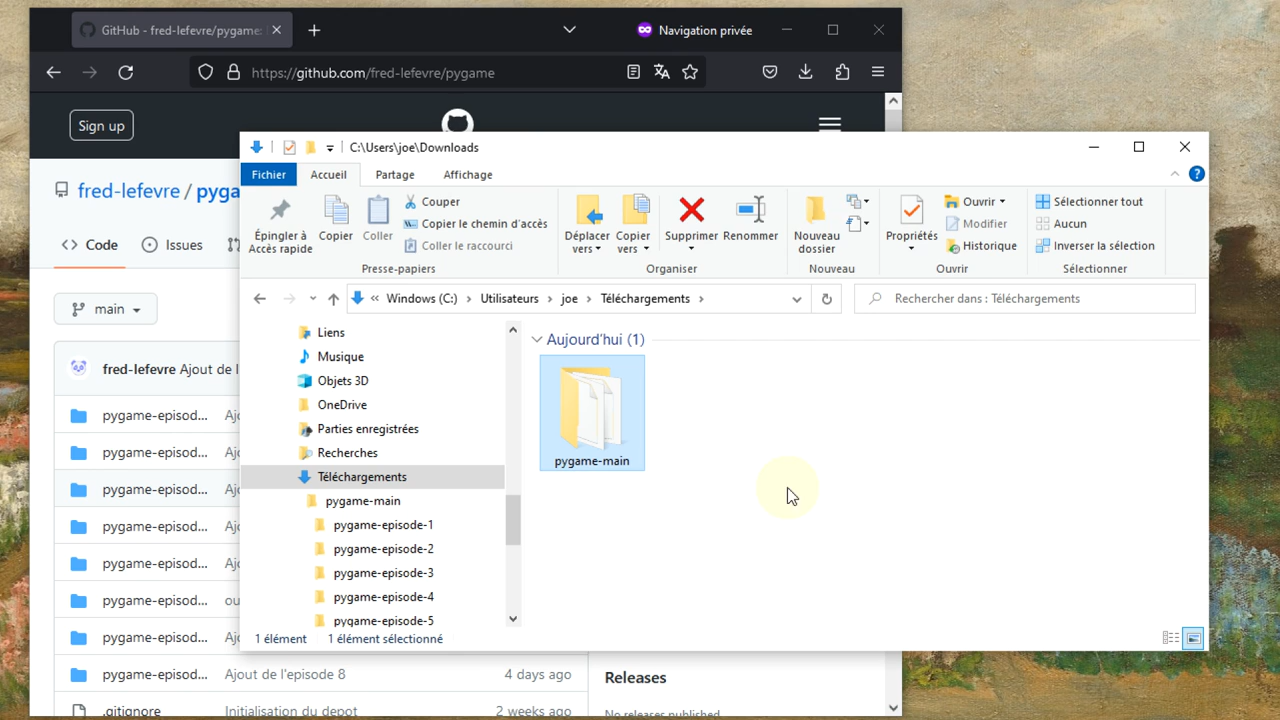 GitHub - fred-lefevre/pygame:
Navigation privée
https://github.com/fred-lefevre/pygame
Sign up
fred-lefevre / pyga
Code
Issues
main
fred-lefevre Ajout de l
pygame-episod... Aj
pygame-episod... Aj
pygame-episod... Aj
pygame-episod... Aj
pygame-episod... Aj
pygame-episod... ou
pygame-episod... Aj
pygame-episod... Ajout de l'episode 8 4 days ago
.gitignore Initialisation du depot 2 weeks ago
Releases
No releases published
C:\Users\joe\Downloads
Fichier Accueil Partage Affichage
Épingler à Accès rapide
Copier
Coller
Couper
Copier le chemin d'accès
Coller le raccourci
Presse-papiers
Déplacer vers
Copier vers
Supprimer
Renommer
Organiser
Nouveau dossier
Nouveau
Propriétés
Ouvrir
Modifier
Historique
Ouvrir
Sélectionner tout
Aucun
Inverser la sélection
Sélectionner
« Windows (C:) > Utilisateurs > joe > Téléchargements >
Rechercher dans : Téléchargements
Liens
Musique
Objets 3D
OneDrive
Parties enregistrées
Recherches
Téléchargements
pygame-main
pygame-episode-1
pygame-episode-2
pygame-episode-3
pygame-episode-4
pygame-episode-5
Aujourd'hui (1)
pygame-main
1 élément 1 élément sélectionné